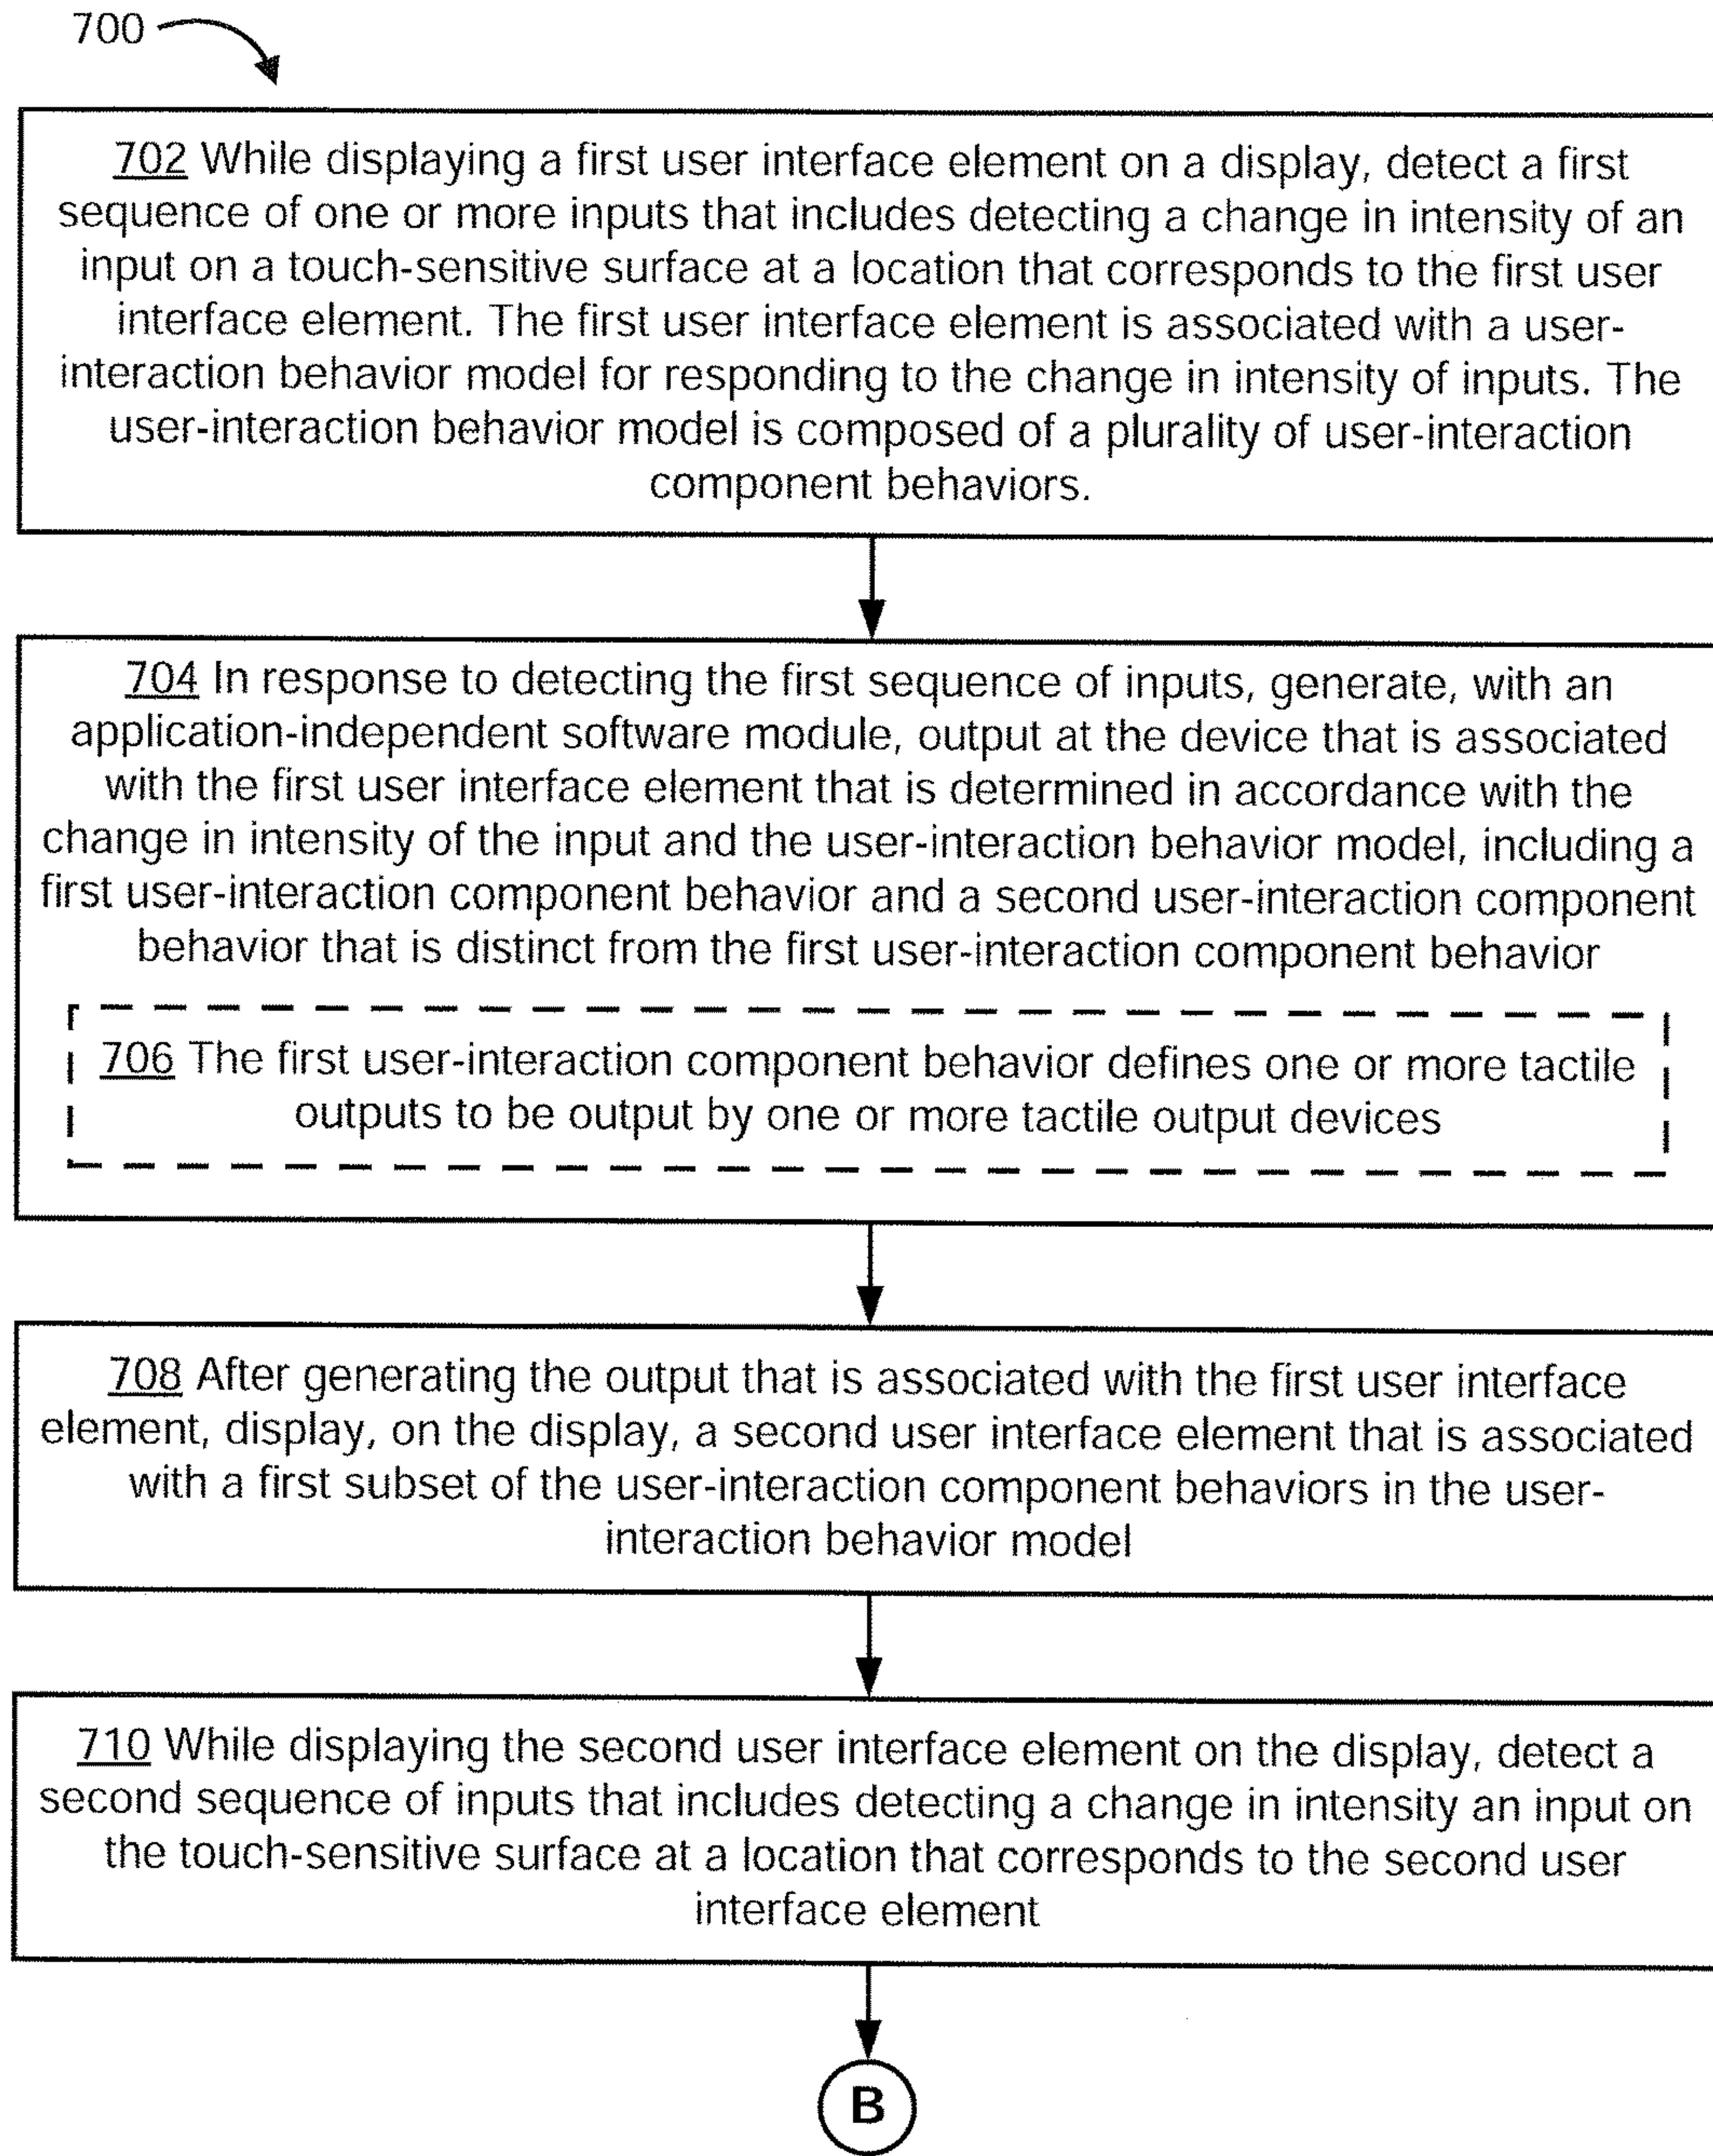 700
702 While displaying a first user interface element on a display, detect a first
sequence of one or more inputs that includes detecting a change in intensity of an
input on a touch-sensitive surface at a location that corresponds to the first user
interface element. The first user interface element is associated with a user-
interaction behavior model for responding to the change in intensity of inputs. The
user-interaction behavior model is composed of a plurality of user-interaction
component behaviors.
704 In response to detecting the first sequence of inputs, generate, with an
application-independent software module, output at the device that is associated
with the first user interface element that is determined in accordance with the
change in intensity of the input and the user-interaction behavior model, including a
first user-interaction component behavior and a second user-interaction component
behavior that is distinct from the first user-interaction component behavior
706 The first user-interaction component behavior defines one or more tactile
outputs to be output by one or more tactile output devices
708 After generating the output that is associated with the first user interface
element, display, on the display, a second user interface element that is associated
with a first subset of the user-interaction component behaviors in the user-
interaction behavior model
710 While displaying the second user interface element on the display, detect a
second sequence of inputs that includes detecting a change in intensity an input on
the touch-sensitive surface at a location that corresponds to the second user
interface element
B